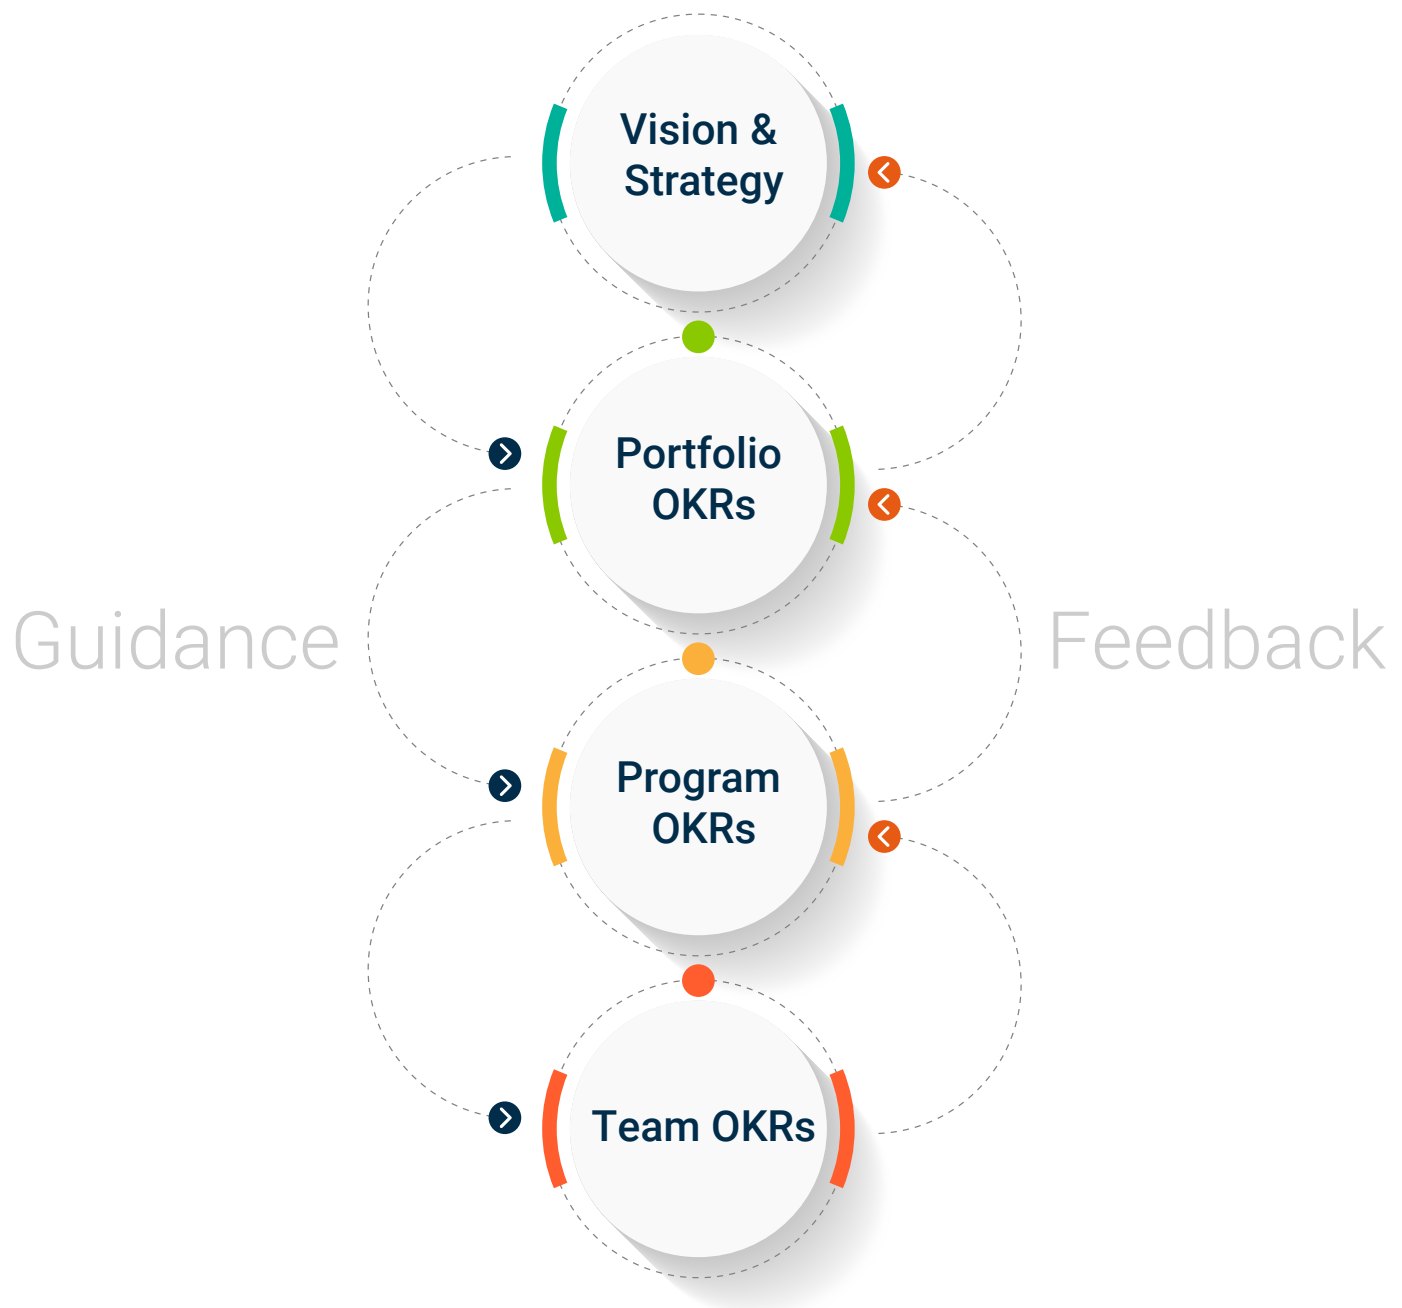 Vision &
Strategy
Portfolio
OKRs
Guidance
Feedback
Program
OKRs
Team OKRs